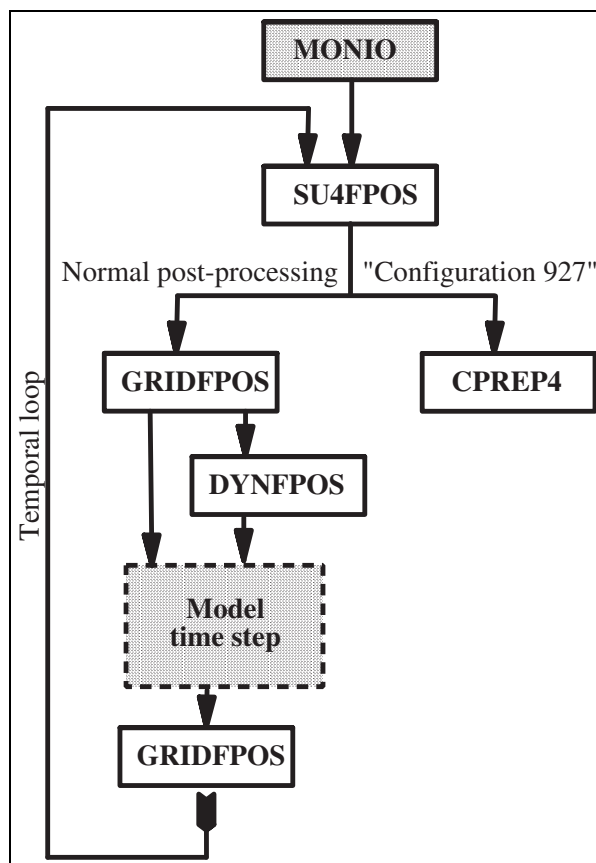 MONIO
SU4FPOS
Normal post-processing
"Configuration 927"
GRIDFPOS
CPREP4
DYNFPOS
Model
time step
GRIDFPOS
Temporal loop